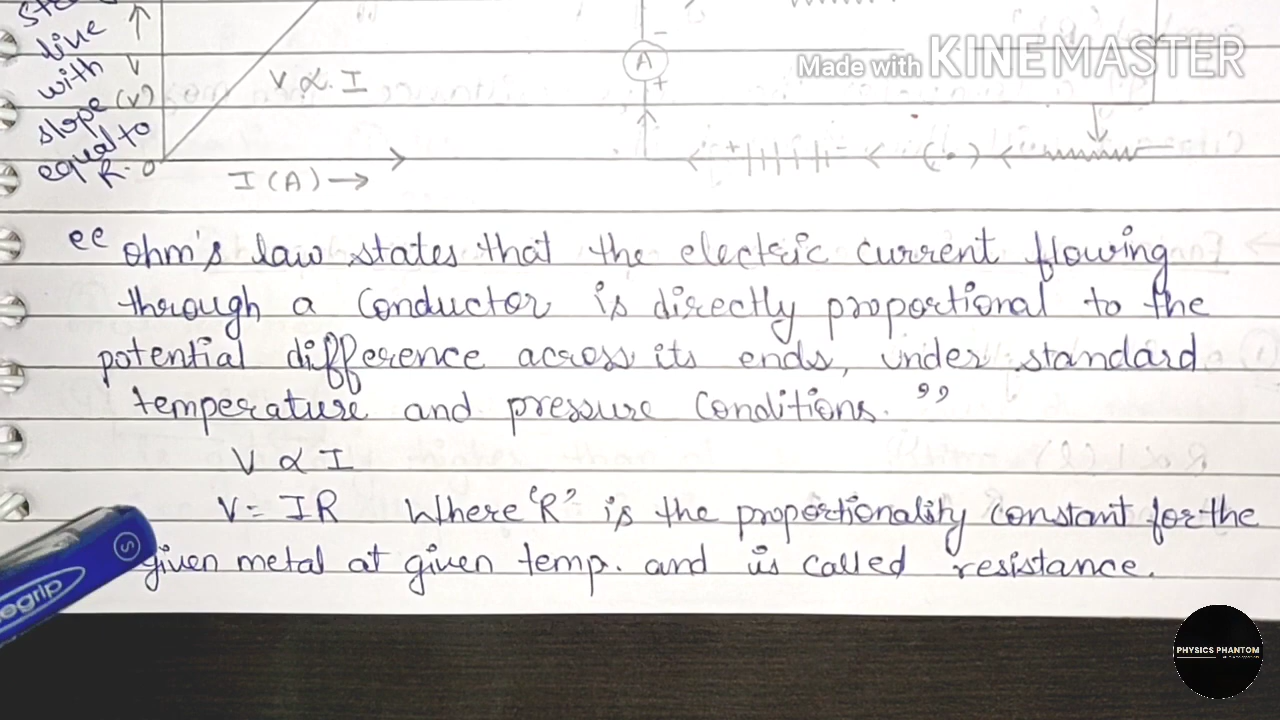 line
with
slope (V)
equal to
R.
V ∝ I
I (A) →
0
A
-
+
+ -
(•)
Made with KINEMASTER
“ ohm's law states that the electric current flowing
through a conductor is directly proportional to the
potential difference across its ends, under standard
temperature and pressure conditions. ”
V ∝ I
V = IR Where 'R' is the proportionality constant for the
given metal at given temp. and is called resistance.
egrip
S
PHYSICS PHANTOM